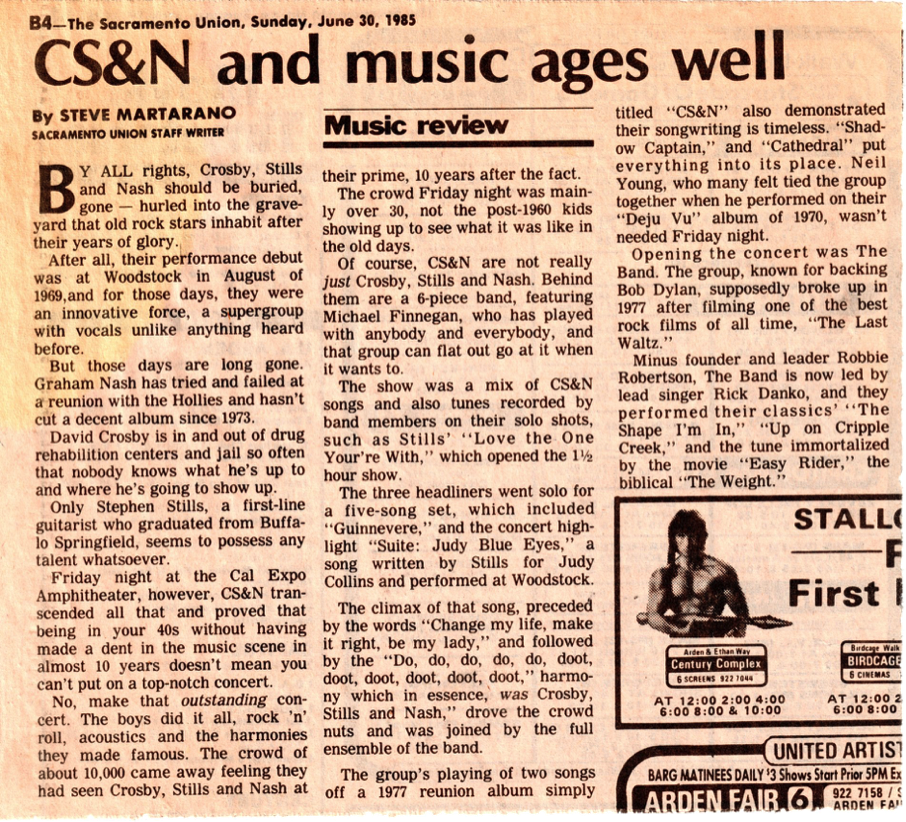 B4—The Sacramento Union, Sunday, June 30, 1985
CS&N and music ages well
By STEVE MARTARANO
SACRAMENTO UNION STAFF WRITER
BY ALL rights, Crosby, Stills
and Nash should be buried,
gone — hurled into the grave-
yard that old rock stars inhabit after
their years of glory.
After all, their performance debut
was at Woodstock in August of
1969,and for those days, they were
an innovative force, a supergroup
with vocals unlike anything heard
before.
But those days are long gone.
Graham Nash has tried and failed at
a reunion with the Hollies and hasn't
cut a decent album since 1973.
David Crosby is in and out of drug
rehabilitation centers and jail so often
that nobody knows what he's up to
and where he's going to show up.
Only Stephen Stills, a first-line
guitarist who graduated from Buffa-
lo Springfield, seems to possess any
talent whatsoever.
Friday night at the Cal Expo
Amphitheater, however, CS&N tran-
scended all that and proved that
being in your 40s without having
made a dent in the music scene in
almost 10 years doesn't mean you
can't put on a top-notch concert.
No, make that outstanding con-
cert. The boys did it all, rock 'n'
roll, acoustics and the harmonies
they made famous. The crowd of
about 10,000 came away feeling they
had seen Crosby, Stills and Nash at
Music review
their prime, 10 years after the fact.
The crowd Friday night was main-
ly over 30, not the post-1960 kids
showing up to see what it was like in
the old days.
Of course, CS&N are not really
just Crosby, Stills and Nash. Behind
them are a 6-piece band, featuring
Michael Finnegan, who has played
with anybody and everybody, and
that group can flat out go at it when
it wants to.
The show was a mix of CS&N
songs and also tunes recorded by
band members on their solo shots,
such as Stills' "Love the One
Your're With," which opened the 1½
hour show.
The three headliners went solo for
a five-song set, which included
"Guinnevere," and the concert high-
light "Suite: Judy Blue Eyes," a
song written by Stills for Judy
Collins and performed at Woodstock.
The climax of that song, preceded
by the words "Change my life, make
it right, be my lady," and followed
by the "Do, do, do, do, do, doot,
doot, doot, doot, doot, doot," harmo-
ny which in essence, was Crosby,
Stills and Nash," drove the crowd
nuts and was joined by the full
ensemble of the band.
The group's playing of two songs
off a 1977 reunion album simply
titled "CS&N" also demonstrated
their songwriting is timeless. "Shad-
ow Captain," and "Cathedral" put
everything into its place. Neil
Young, who many felt tied the group
together when he performed on their
"Deju Vu" album of 1970, wasn't
needed Friday night.
Opening the concert was The
Band. The group, known for backing
Bob Dylan, supposedly broke up in
1977 after filming one of the best
rock films of all time, "The Last
Waltz."
Minus founder and leader Robbie
Robertson, The Band is now led by
lead singer Rick Danko, and they
performed their classics' "The
Shape I'm In," "Up on Cripple
Creek," and the tune immortalized
by the movie "Easy Rider," the
biblical "The Weight."
STALL
First
Arden & Ethan Way
Century Complex
6 SCREENS 922 7044
AT 12:00 2:00 4:00
6:00 8:00 & 10:00
Birdcage Walk
BIRDCAGE
6 CINEMAS
AT 12:00 2
6:00 8:00
UNITED ARTIS
BARG MATINEES DAILY $3 Shows Start Prior 5PM Ex
ARDEN FAIR 6
922 7158 /
ARDEN FA